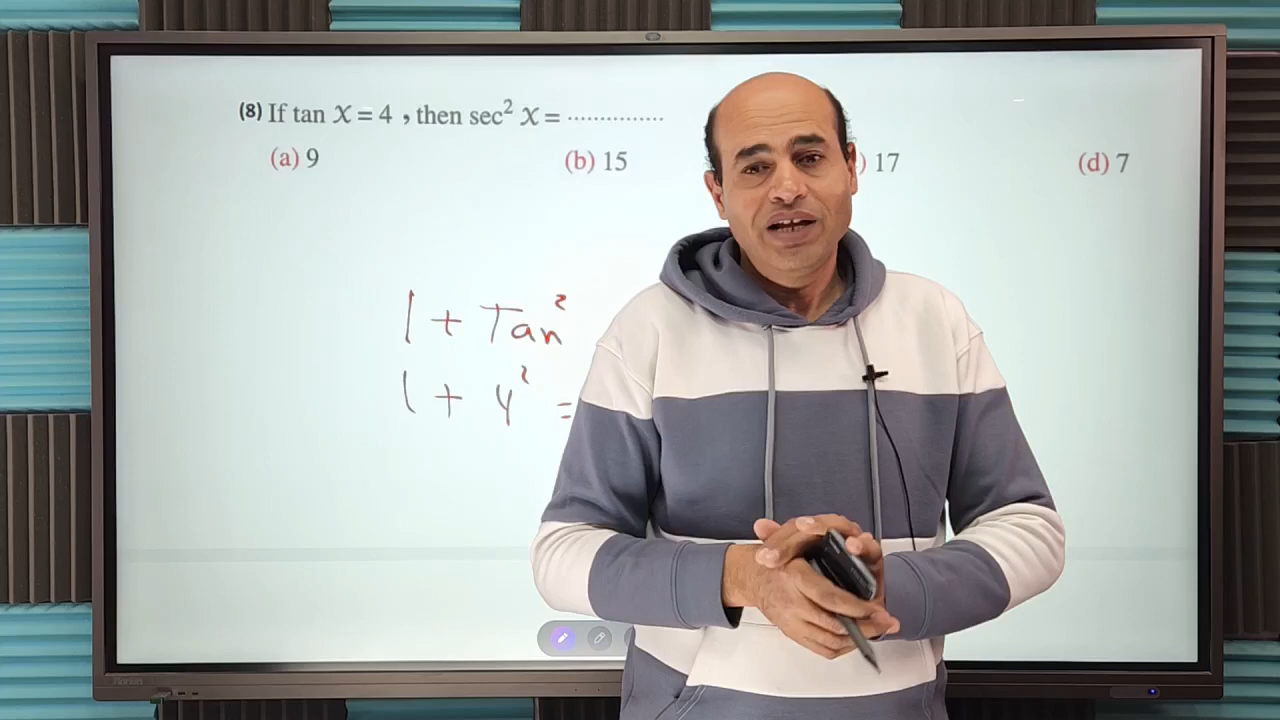 (8) If tan x = 4 , then sec² x = ...............
(a) 9 (b) 15 ) 17 (d) 7
1 + Tan²
1 + 4² =